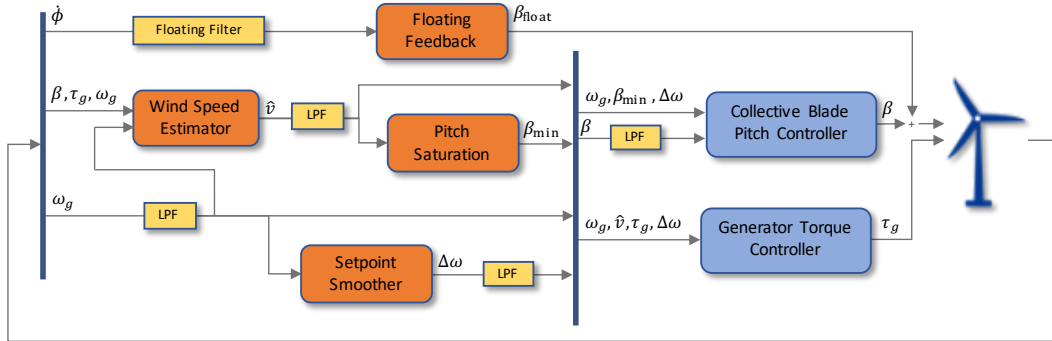 ϕ̇
Floating Filter
Floating
Feedback
β_float
β, τ_g, ω_g
Wind Speed
Estimator
v̂
LPF
Pitch
Saturation
β_min
ω_g, β_min , Δω
β
LPF
Collective Blade
Pitch Controller
β
+
ω_g
LPF
Setpoint
Smoother
Δω
LPF
ω_g, v̂, τ_g, Δω
Generator Torque
Controller
τ_g